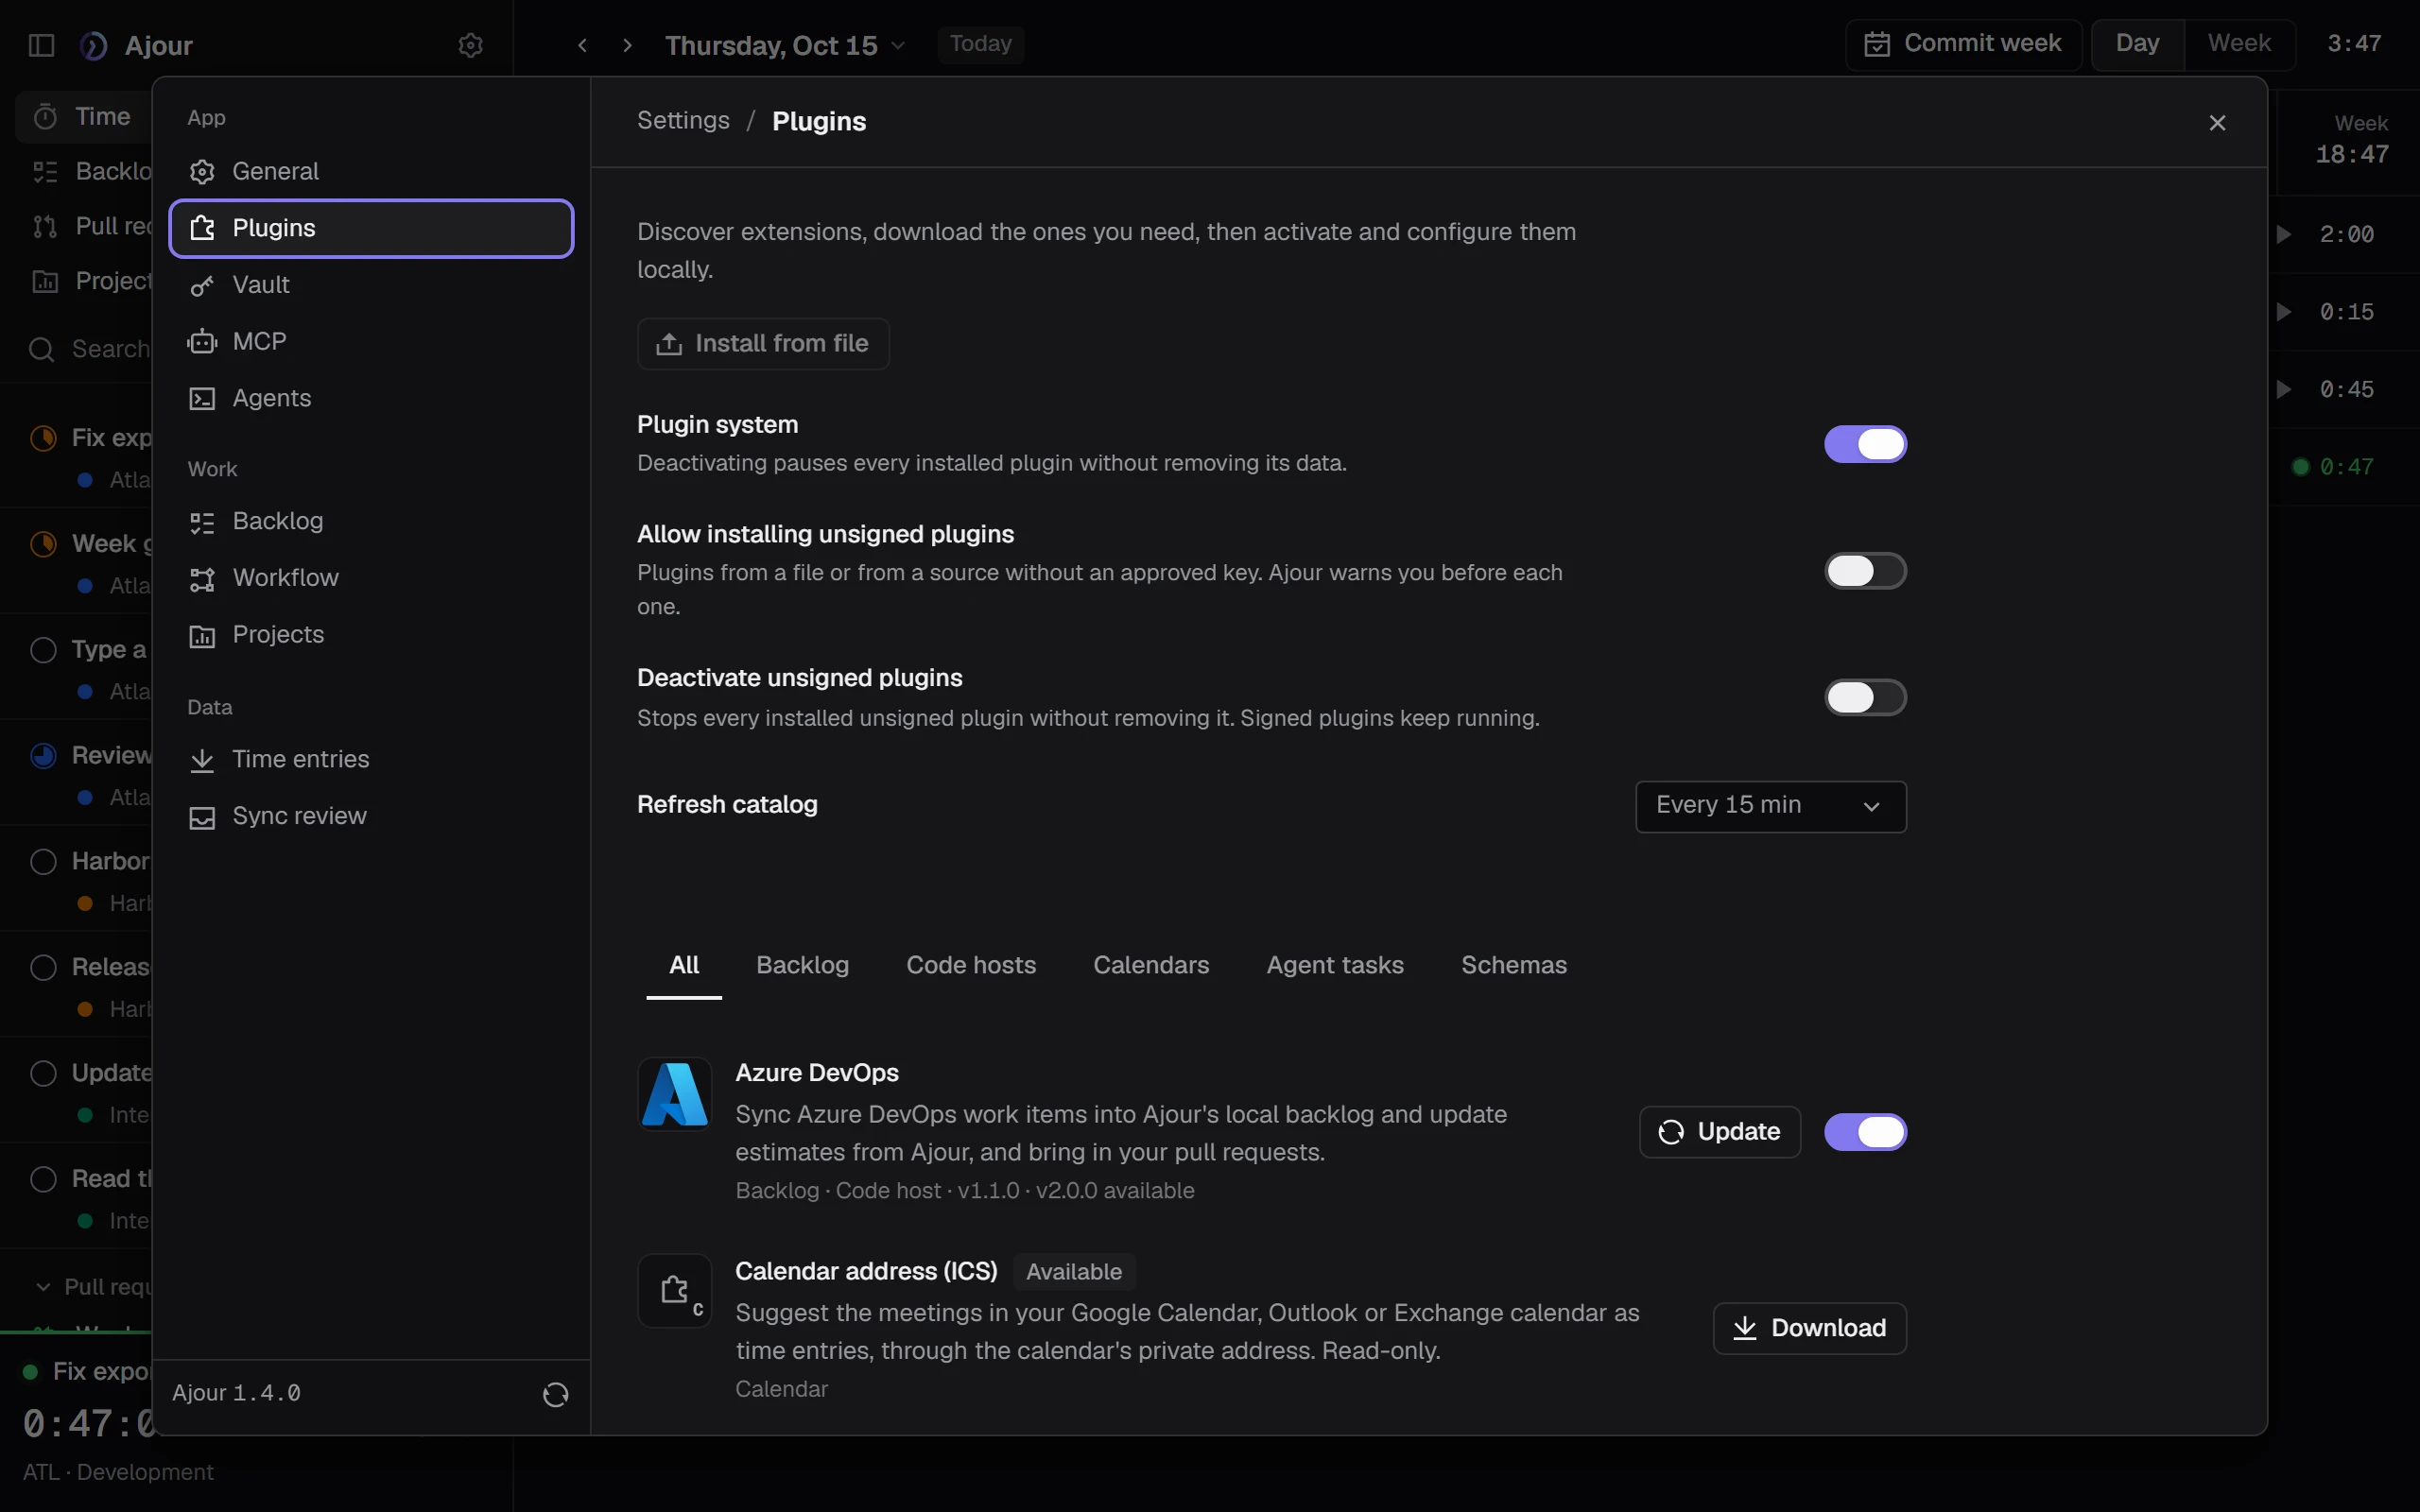 Ajour
Thursday, Oct 15
Today
Commit week
Day
Week
3:47
Time
Backlo
Pull rec
Project
Search
Fix exp
Atla
Week g
Atla
Type a
Atla
Review
Atla
Harbor
Harb
Release
Harb
Update
Inte
Read th
Inte
Pull requ
Fix expor
0:47:0
ATL · Development
App
General
Plugins
Vault
MCP
Agents
Work
Backlog
Workflow
Projects
Data
Time entries
Sync review
Ajour 1.4.0
Settings / Plugins
Discover extensions, download the ones you need, then activate and configure them
locally.
Install from file
Plugin system
Deactivating pauses every installed plugin without removing its data.
Allow installing unsigned plugins
Plugins from a file or from a source without an approved key. Ajour warns you before each
one.
Deactivate unsigned plugins
Stops every installed unsigned plugin without removing it. Signed plugins keep running.
Refresh catalog
Every 15 min
All
Backlog
Code hosts
Calendars
Agent tasks
Schemas
Azure DevOps
Sync Azure DevOps work items into Ajour's local backlog and update
estimates from Ajour, and bring in your pull requests.
Backlog · Code host · v1.1.0 · v2.0.0 available
Update
C
Calendar address (ICS)
Available
Suggest the meetings in your Google Calendar, Outlook or Exchange calendar as
time entries, through the calendar's private address. Read-only.
Calendar
Download
Week
18:47
2:00
0:15
0:45
0:47